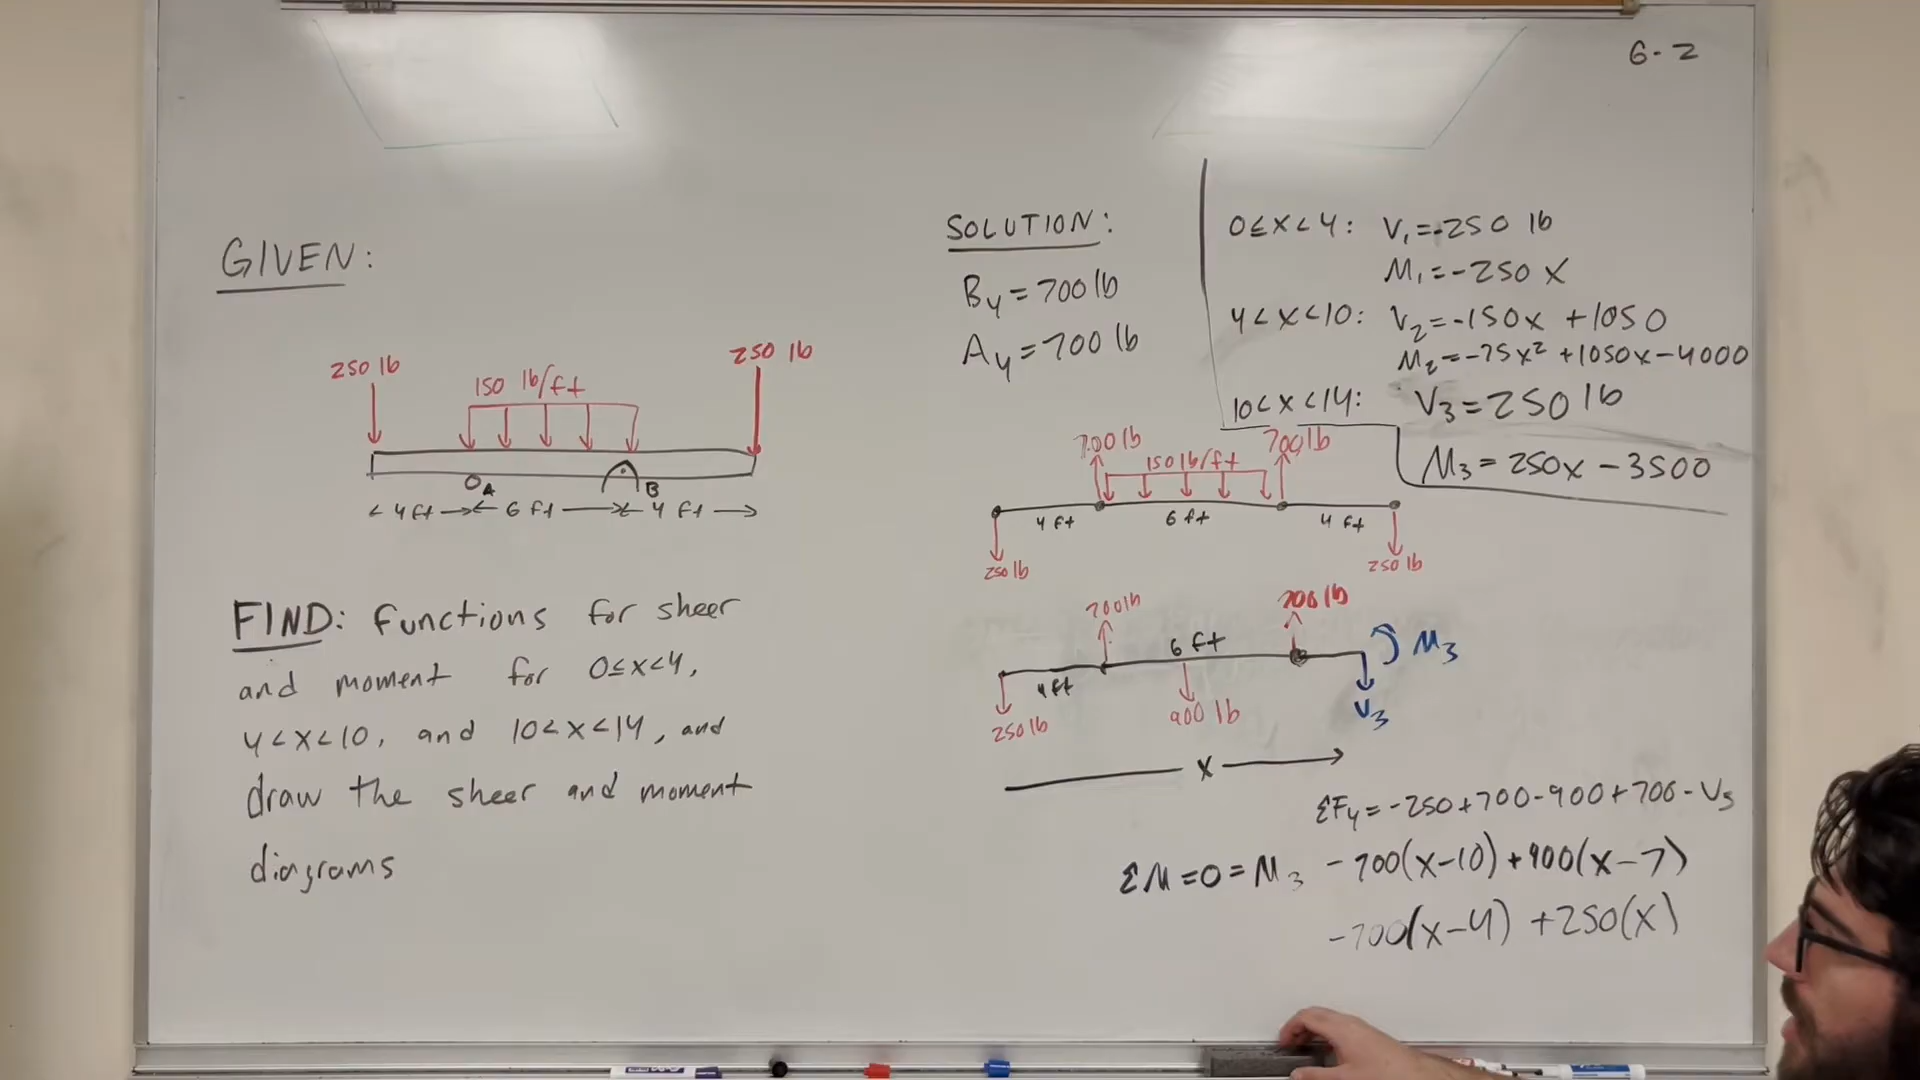 6-2
GIVEN:
250 lb
150 lb/ft
250 lb
A
B
4 ft
6 ft
4 ft
FIND: functions for sheer
and moment for 0≤x<4,
4<x<10, and 10<x<14, and
draw the sheer and moment
diagrams
SOLUTION:
By=700 lb
Ay=700 lb
0≤x<4: V₁=-250 lb
M₁=-250x
4<x<10: V₂=-150x+1050
M₂=-75x²+1050x-4000
10<x<14: V₃=250 lb
M₃=250x-3500
700 lb
150 lb/ft
700 lb
4 ft
6 ft
4 ft
250 lb
250 lb
700 lb
700 lb
6 ft
M₃
4 ft
250 lb
900 lb
V₃
x
ΣFy=-250+700-900+700-V₃
ΣM=0=M₃-700(x-10)+900(x-7)
-700(x-4)+250(x)